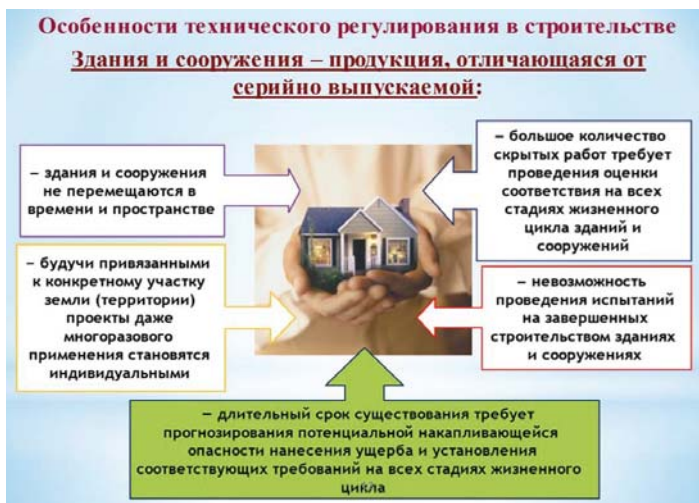 Особенности технического регулирования в строительстве
Здания и сооружения – продукция, отличающаяся от
серийно выпускаемой:
– здания и сооружения
не перемещаются в
времени и пространстве
– большое количество
скрытых работ требует
проведения оценки
соответствия на всех
стадиях жизненного
цикла зданий и
сооружений
– будучи привязанными
к конкретному участку
земли (территории)
проекты даже
многоразового
применения становятся
индивидуальными
– невозможность
проведения испытаний
на завершенных
строительством зданиях
и сооружениях
– длительный срок существования требует
прогнозирования потенциальной накапливающейся
опасности нанесения ущерба и установления
соответствующих требований на всех стадиях жизненного
цикла